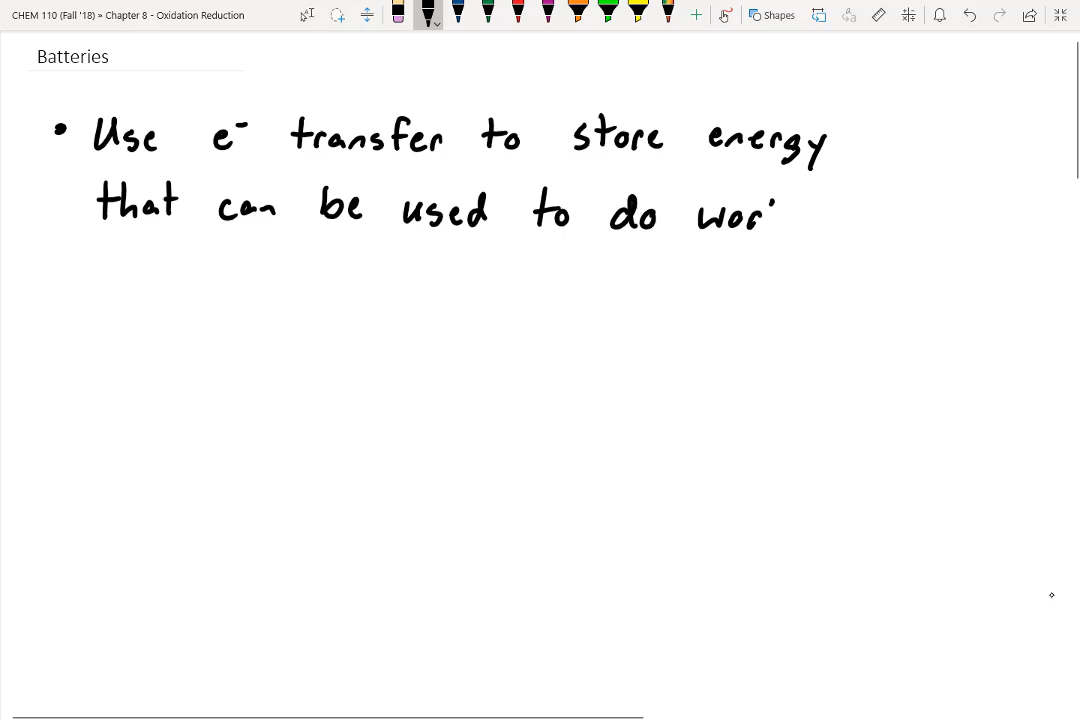 CHEM 110 (Fall '18) » Chapter 8 - Oxidation Reduction
Shapes
Batteries
• Use e⁻ transfer to store energy
that can be used to do wor